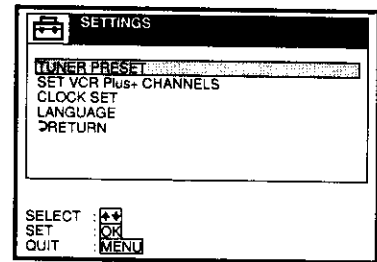 SETTINGS
TUNER PRESET
SET VCR Plus+ CHANNELS
CLOCK SET
LANGUAGE
RETURN
SELECT :
SET : OK
QUIT : MENU